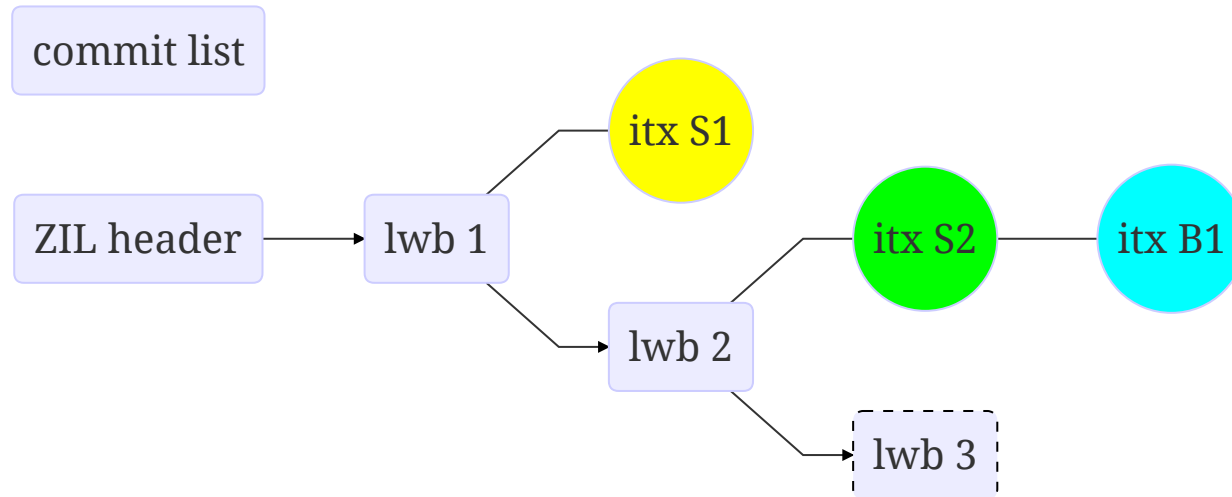 commit list
itx S1
ZIL header
lwb 1
itx S2
itx B1
lwb 2
lwb 3